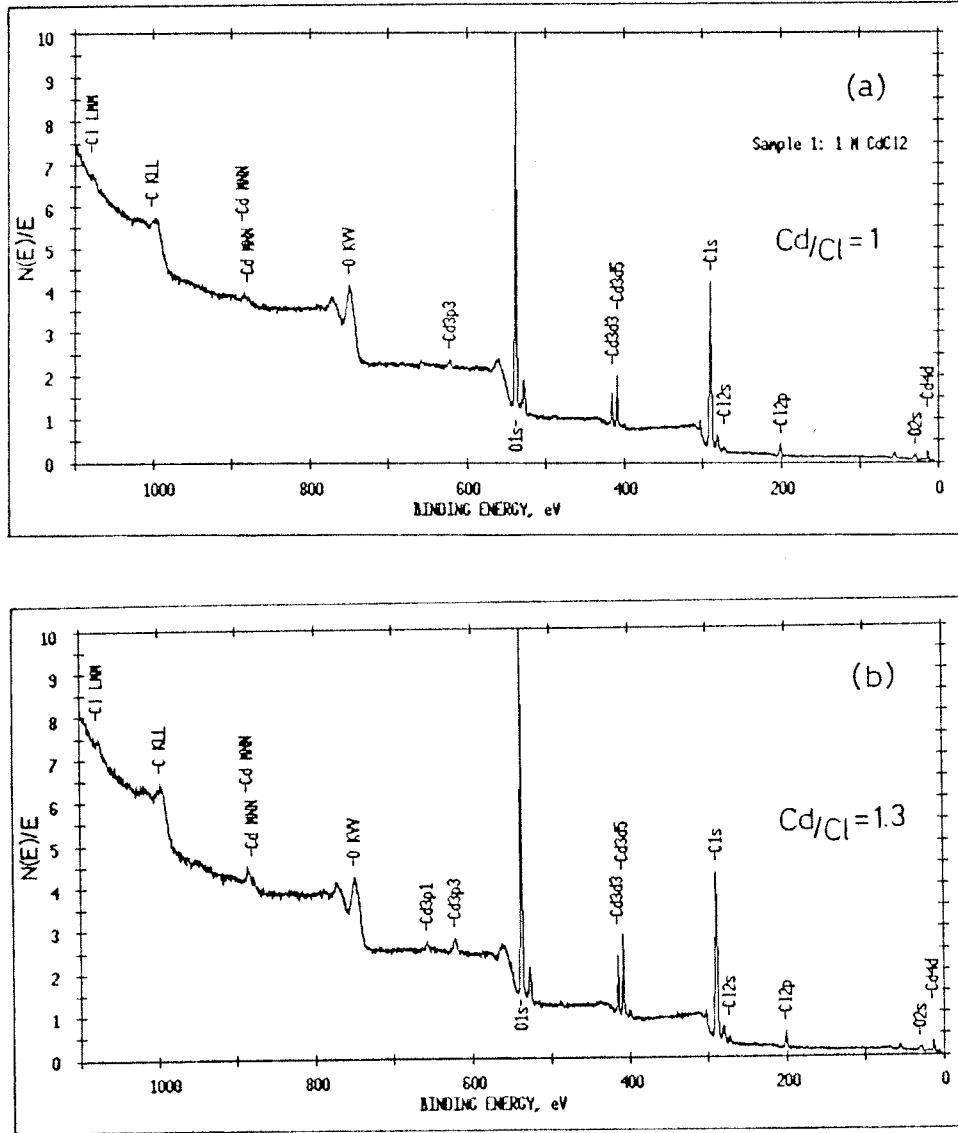 (a)
Sample 1: 1 M CdCl2
Cd/Cl=1
N(E)/E
10
9
8
7
6
5
4
3
2
1
0
-Cl LMM
-C KLL
-Cd MNN
-Cd MNN
-O KVV
-Cd3p3
O1s-
-Cd3d3
-Cd3d5
-C1s
-Cl2s
-Cl2p
-O2s
-Cd4d
1000
800
600
400
200
0
BINDING ENERGY, eV
(b)
Cd/Cl=1.3
N(E)/E
10
9
8
7
6
5
4
3
2
1
0
-Cl LMM
-C KLL
-Cd MNN
-Cd MNN
-O KVV
-Cd3p1
-Cd3p3
O1s-
-Cd3d3
-Cd3d5
-C1s
-Cl2s
-Cl2p
-O2s
-Cd4d
1000
800
600
400
200
0
BINDING ENERGY, eV